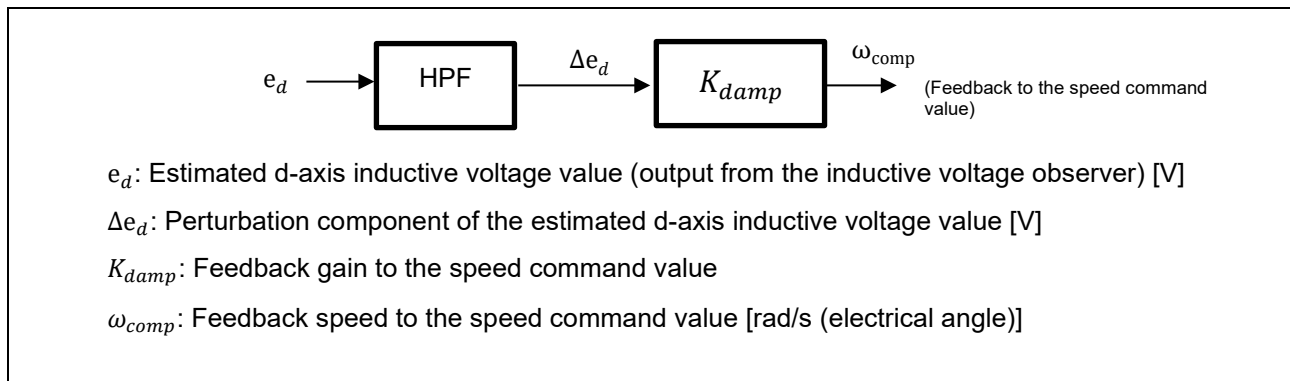 e_d
HPF
Δe_d
K_damp
ω_comp
(Feedback to the speed command
value)
e_d: Estimated d-axis inductive voltage value (output from the inductive voltage observer) [V]
Δe_d: Perturbation component of the estimated d-axis inductive voltage value [V]
K_damp: Feedback gain to the speed command value
ω_comp: Feedback speed to the speed command value [rad/s (electrical angle)]